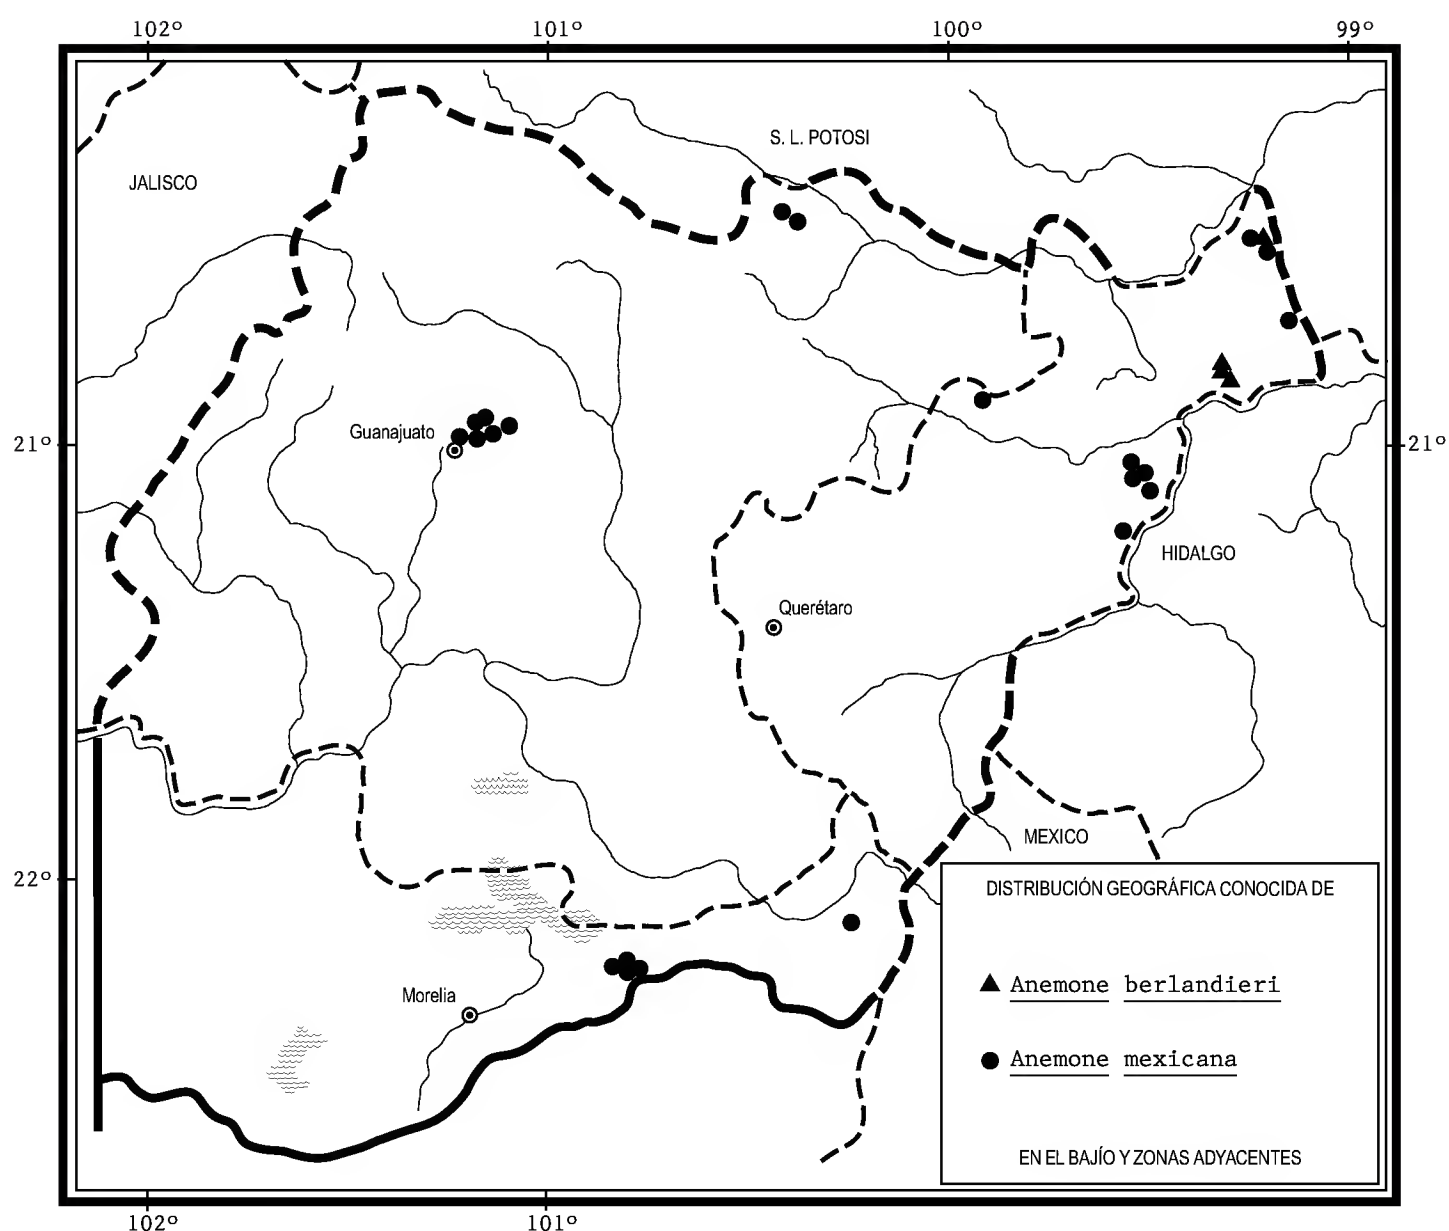 102º 101º 100º 99º
S. L. POTOSI
JALISCO
Guanajuato
21º 21º
HIDALGO
Querétaro
MEXICO
22º
DISTRIBUCIÓN GEOGRÁFICA CONOCIDA DE
Anemone berlandieri
Morelia
Anemone mexicana
EN EL BAJÍO Y ZONAS ADYACENTES
102º 101º